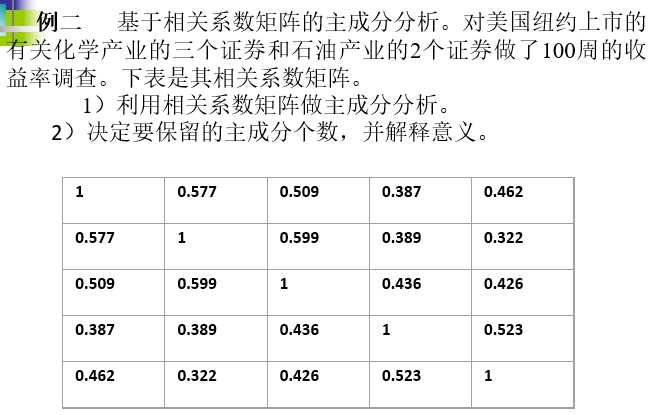 例二 基于相关系数矩阵的主成分分析。对美国纽约上市的
有关化学产业的三个证券和石油产业的2个证券做了100周的收
益率调查。下表是其相关系数矩阵。
1）利用相关系数矩阵做主成分分析。
2）决定要保留的主成分个数，并解释意义。
1 0.577 0.509 0.387 0.462
0.577 1 0.599 0.389 0.322
0.509 0.599 1 0.436 0.426
0.387 0.389 0.436 1 0.523
0.462 0.322 0.426 0.523 1